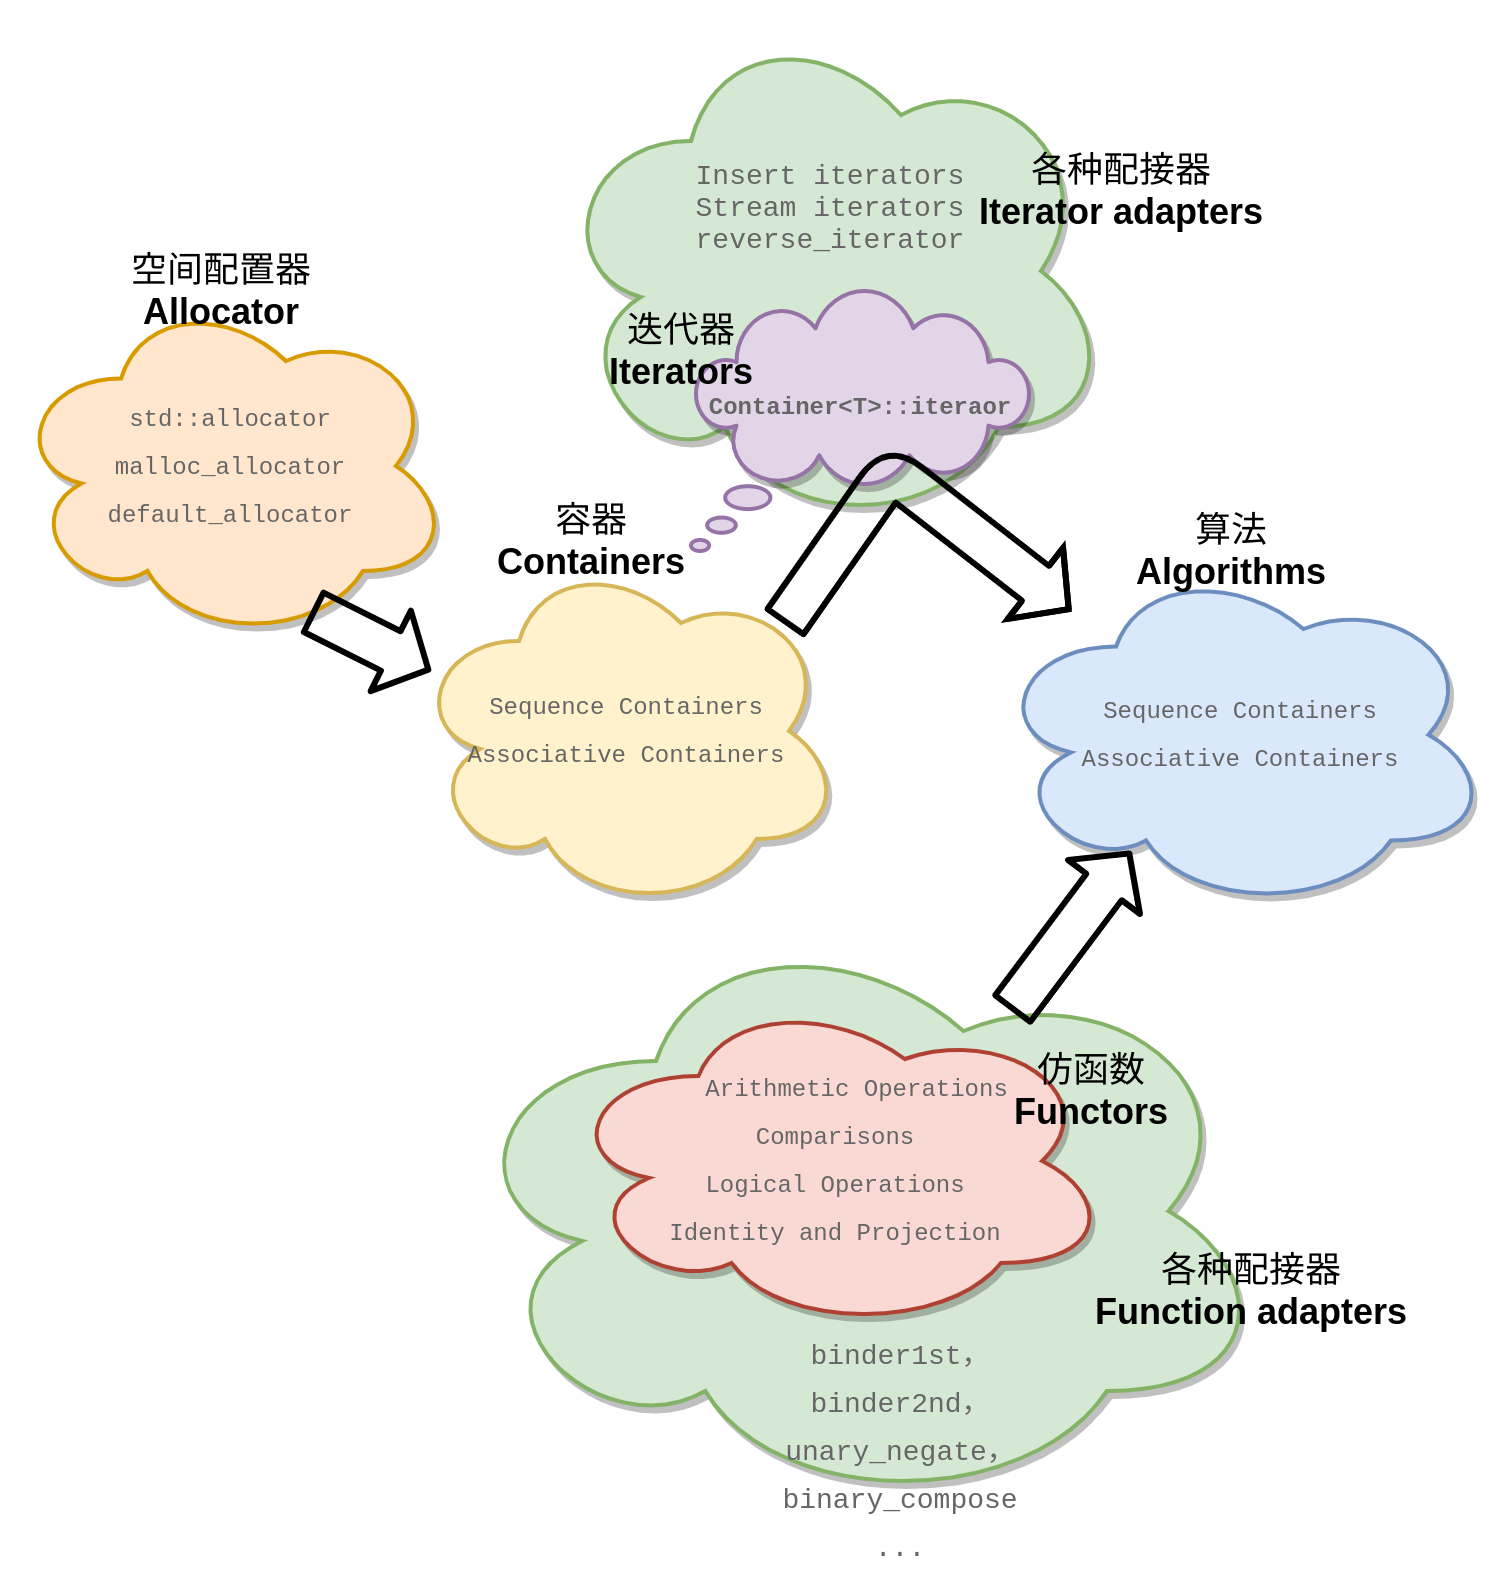 Insert iterators
Stream iterators
reverse_iterator
各种配接器
Iterator adapters
空间配置器
Allocator
std::allocator
malloc_allocator
default_allocator
迭代器
Iterators
Container<T>::iteraor
容器
Containers
Sequence Containers
Associative Containers
算法
Algorithms
Sequence Containers
Associative Containers
仿函数
Functors
Arithmetic Operations
Comparisons
Logical Operations
Identity and Projection
各种配接器
Function adapters
binder1st，
binder2nd，
unary_negate，
binary_compose
...